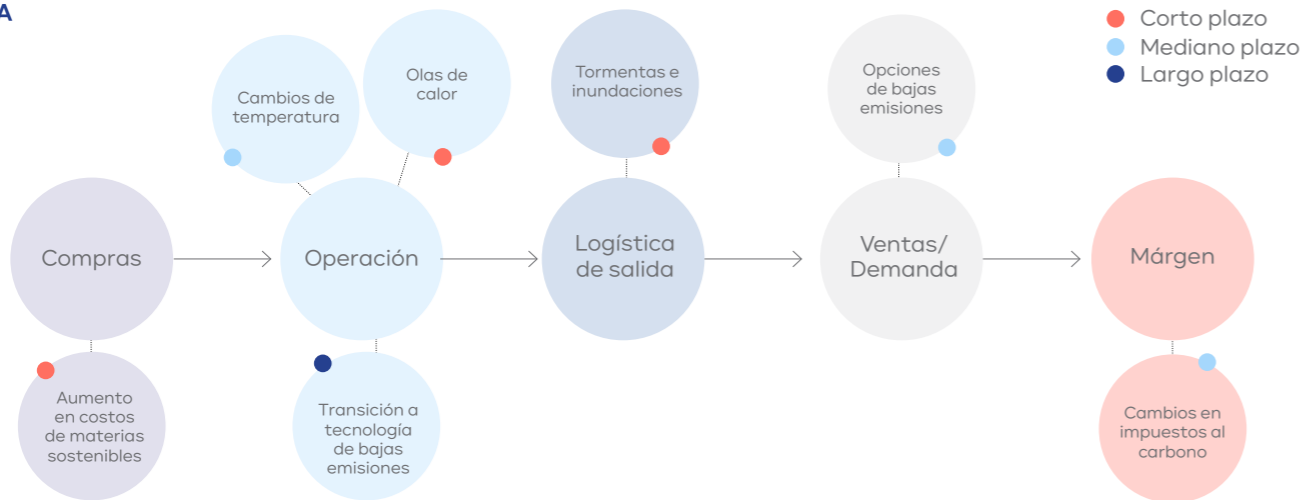 A
Corto plazo
Mediano plazo
Largo plazo
Cambios de
temperatura
Olas de
calor
Tormentas e
inundaciones
Opciones
de bajas
emisiones
Compras
Operación
Logística
de salida
Ventas/
Demanda
Márgen
Aumento
en costos
de materias
sostenibles
Transición a
tecnología
de bajas
emisiones
Cambios en
impuestos al
carbono